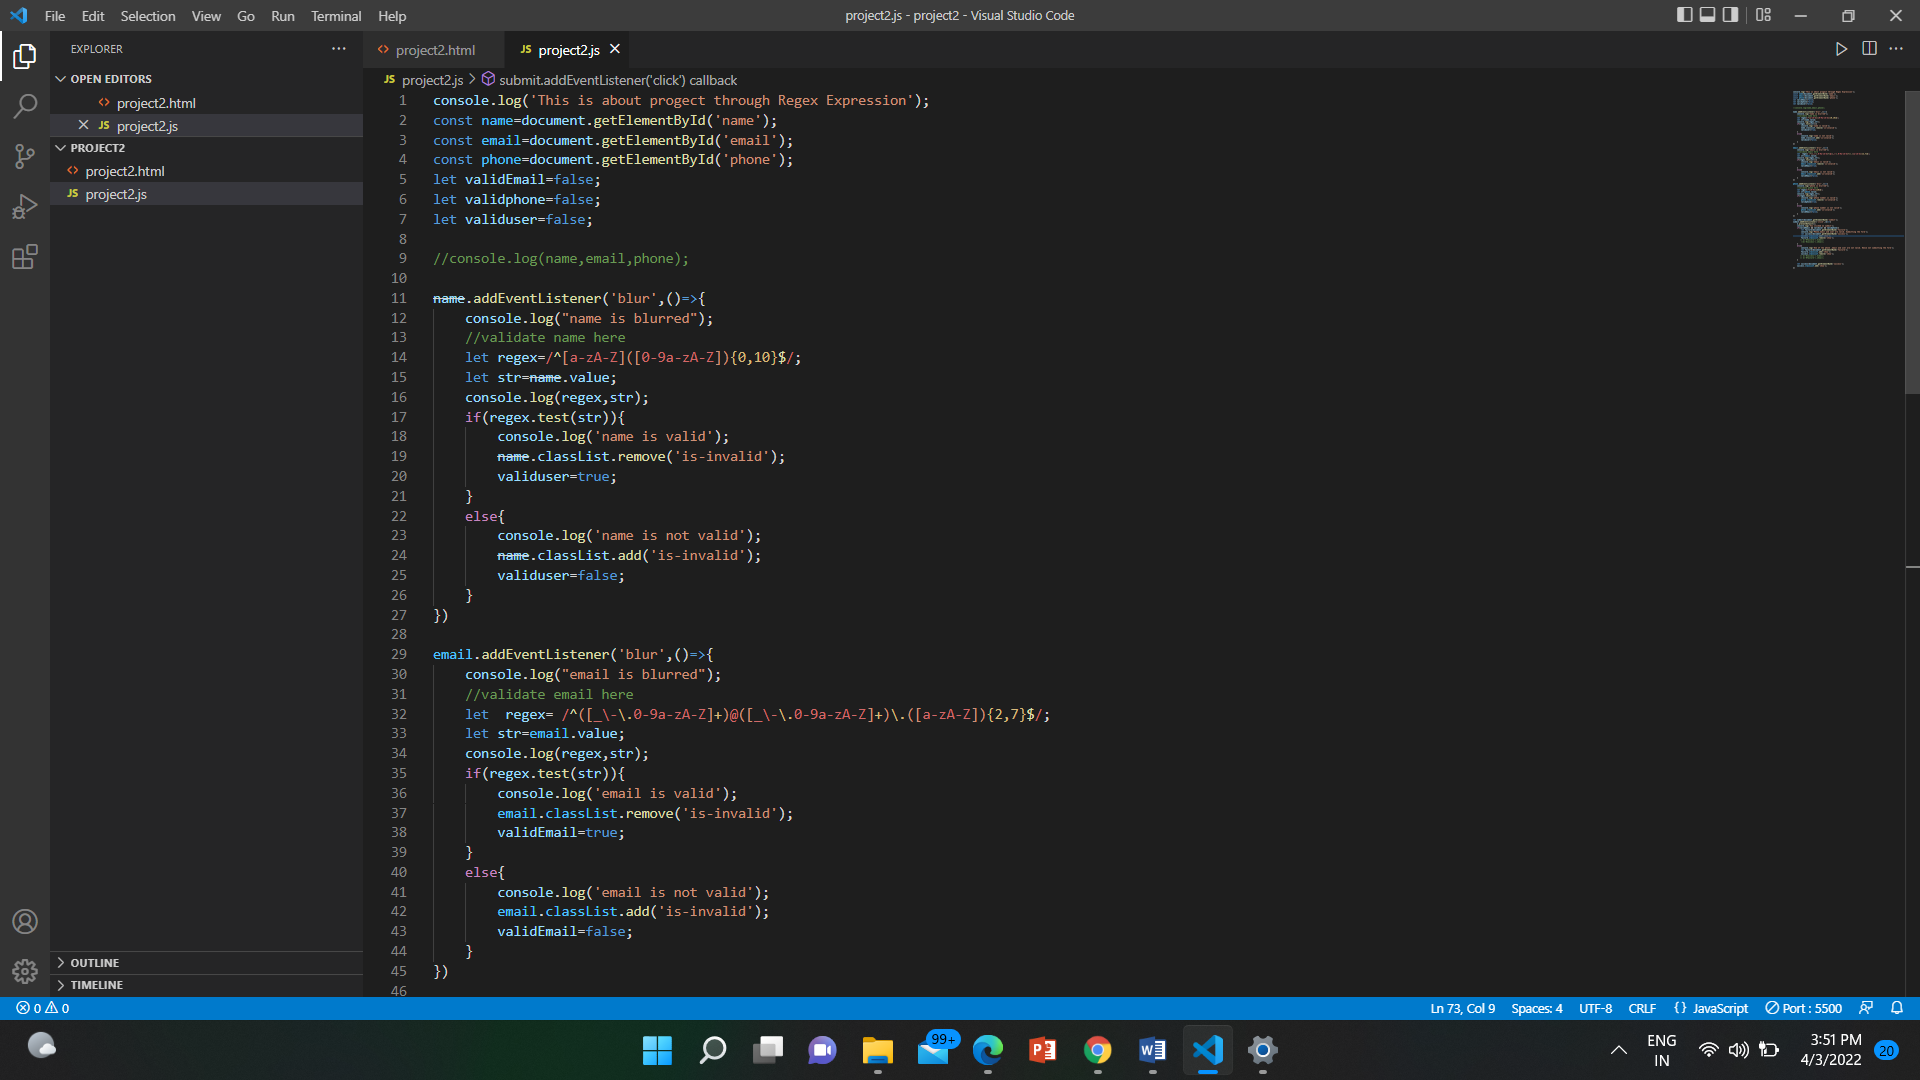 File Edit Selection View Go Run Terminal Help
project2.js - project2 - Visual Studio Code
EXPLORER
OPEN EDITORS
project2.html
JS project2.js
PROJECT2
project2.html
JS project2.js
OUTLINE
TIMELINE
project2.html
JS project2.js
JS project2.js > submit.addEventListener('click') callback
1 console.log('This is about progect through Regex Expression');
2 const name=document.getElementById('name');
3 const email=document.getElementById('email');
4 const phone=document.getElementById('phone');
5 let validEmail=false;
6 let validphone=false;
7 let validuser=false;
8
9 //console.log(name,email,phone);
10
11 name.addEventListener('blur',()=>{
12 console.log("name is blurred");
13 //validate name here
14 let regex=/^[a-zA-Z]([0-9a-zA-Z]){0,10}$/;
15 let str=name.value;
16 console.log(regex,str);
17 if(regex.test(str)){
18 console.log('name is valid');
19 name.classList.remove('is-invalid');
20 validuser=true;
21 }
22 else{
23 console.log('name is not valid');
24 name.classList.add('is-invalid');
25 validuser=false;
26 }
27 })
28
29 email.addEventListener('blur',()=>{
30 console.log("email is blurred");
31 //validate email here
32 let  regex= /^([_\-\.0-9a-zA-Z]+)@([_\-\.0-9a-zA-Z]+)\.([a-zA-Z]){2,7}$/;
33 let str=email.value;
34 console.log(regex,str);
35 if(regex.test(str)){
36 console.log('email is valid');
37 email.classList.remove('is-invalid');
38 validEmail=true;
39 }
40 else{
41 console.log('email is not valid');
42 email.classList.add('is-invalid');
43 validEmail=false;
44 }
45 })
46
0 0
Ln 73, Col 9 Spaces: 4 UTF-8 CRLF {} JavaScript Port : 5500
99+
ENG
IN
3:51 PM
4/3/2022
20